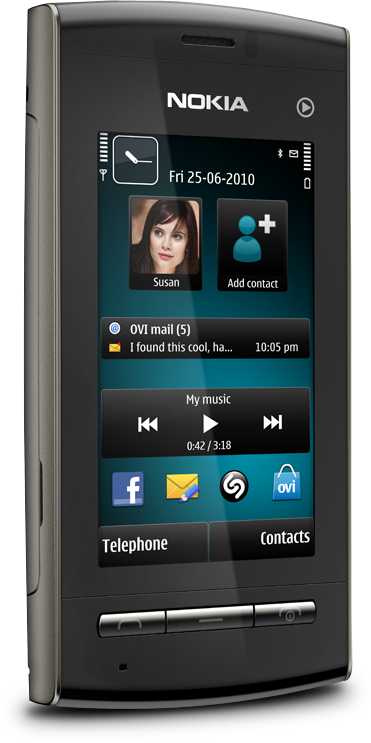 NOKIA
Fri 25-06-2010
Susan
Add contact
OVI mail (5)
I found this cool, ha... 10:05 pm
My music
0:42 / 3:18
f
ovi
Telephone Contacts